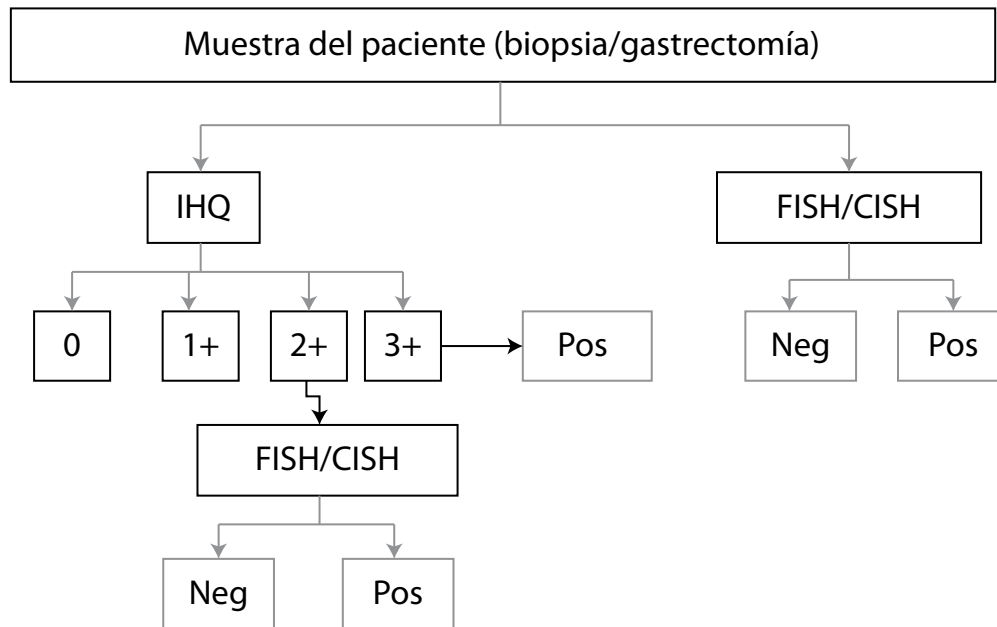 Muestra del paciente (biopsia/gastrectomía)
IHQ
FISH/CISH
0
1+
2+
3+
Pos
Neg
Pos
FISH/CISH
Neg
Pos